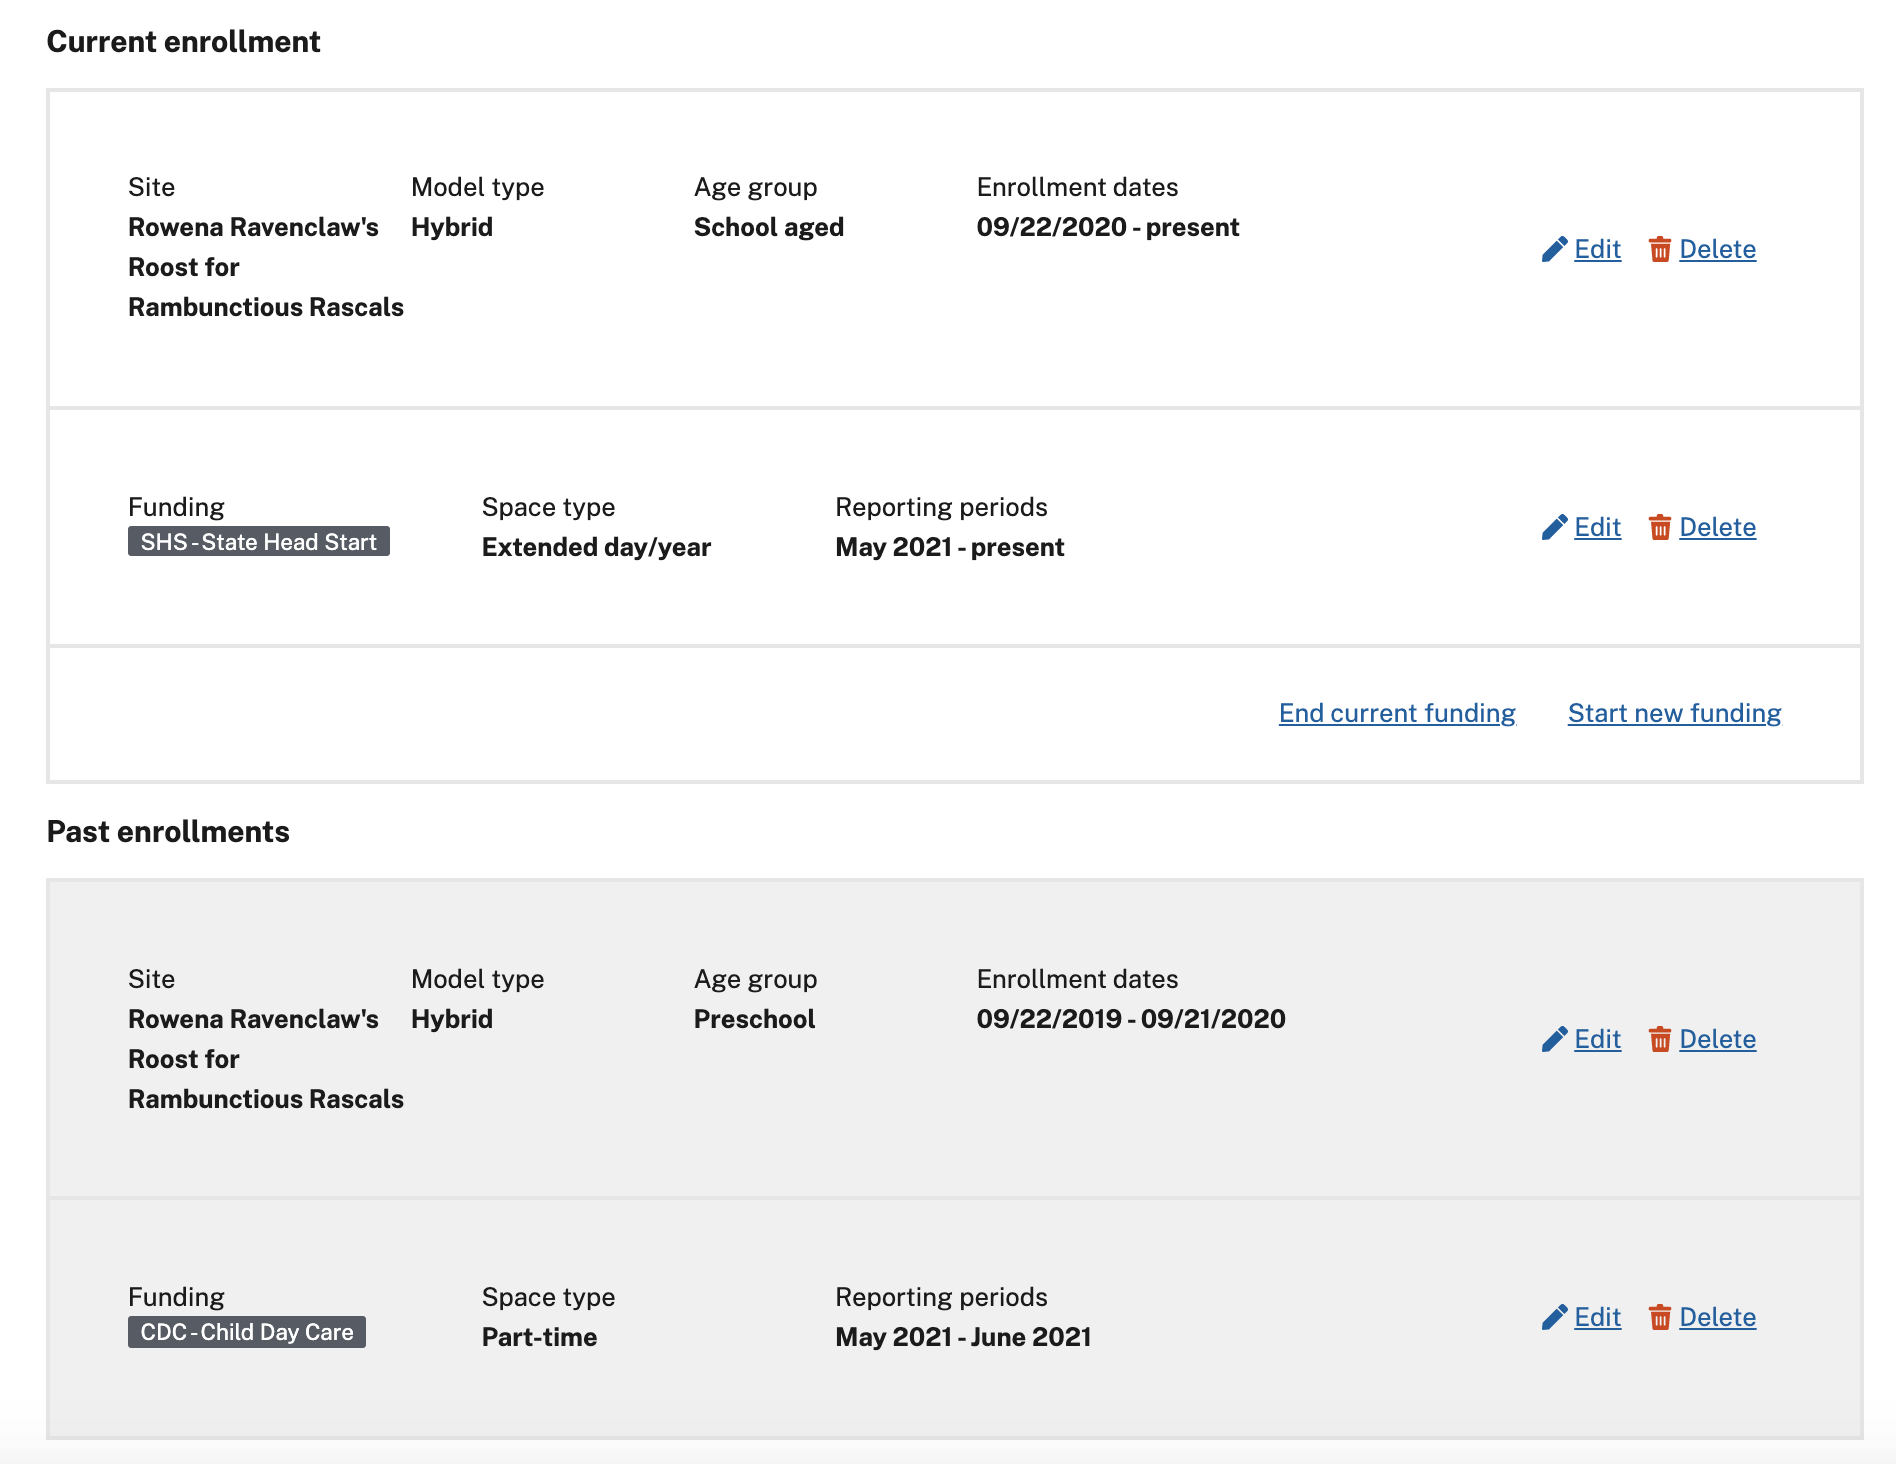 Current enrollment
Site Model type Age group Enrollment dates
Rowena Ravenclaw's Hybrid School aged 09/22/2020 - present
Roost for
Rambunctious Rascals
Edit Delete
Funding Space type Reporting periods
SHS - State Head Start Extended day/year May 2021 - present
Edit Delete
End current funding Start new funding
Past enrollments
Site Model type Age group Enrollment dates
Rowena Ravenclaw's Hybrid Preschool 09/22/2019 - 09/21/2020
Roost for
Rambunctious Rascals
Edit Delete
Funding Space type Reporting periods
CDC - Child Day Care Part-time May 2021 - June 2021
Edit Delete